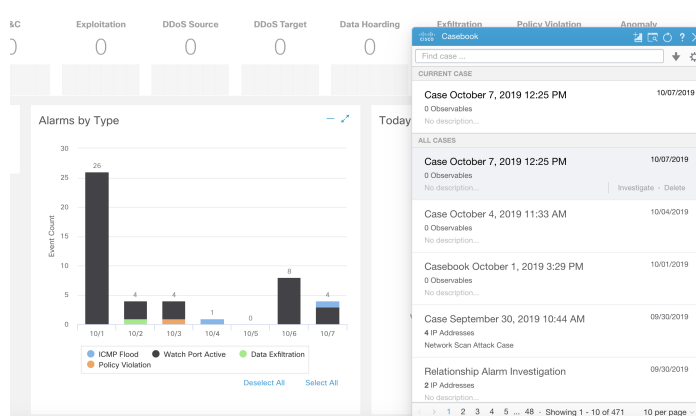 &C Exploitation DDoS Source DDoS Target Data Hoarding Exfiltration Policy Violation Anomaly
0 0 0 0 0
CISCO Casebook
Find case ...
CURRENT CASE
Case October 7, 2019 12:25 PM 10/07/2019
0 Observables
No description...
ALL CASES
Case October 7, 2019 12:25 PM 10/07/2019
0 Observables
No description... Investigate · Delete
Case October 4, 2019 11:33 AM 10/04/2019
0 Observables
No description...
Casebook October 1, 2019 3:29 PM 10/01/2019
0 Observables
No description...
Case September 30, 2019 10:44 AM 09/30/2019
4 IP Addresses
Network Scan Attack Case
Relationship Alarm Investigation 09/30/2019
2 IP Addresses
No description...
1 2 3 4 5 ... 48 - Showing 1 - 10 of 471 10 per page
Alarms by Type
Today
Event Count
30
25
20
15
10
5
0
26 4 4 1 0 8 4
10/1 10/2 10/3 10/4 10/5 10/6 10/7
ICMP Flood Watch Port Active Data Exfiltration
Policy Violation
Deselect All Select All